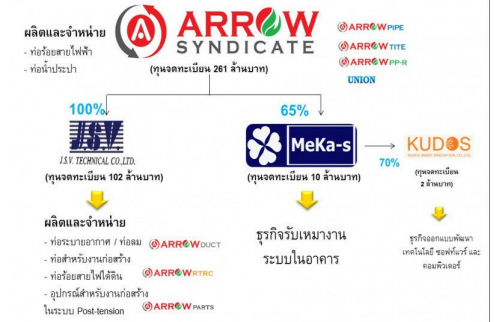 ผลิตและจำหน่าย
- ท่อร้อยสายไฟฟ้า
- ท่อน้ำประปา
ARROW
SYNDICATE
(ทุนจดทะเบียน 261 ล้านบาท)
ARROW PIPE
ARROW TITE
ARROW PP-R
UNION
100%
65%
J.S.V.
J.S.V. TECHNICAL CO.,LTD.
(ทุนจดทะเบียน 102 ล้านบาท)
MeKa-s
(ทุนจดทะเบียน 10 ล้านบาท)
70%
KUDOS
(ทุนจดทะเบียน
2 ล้านบาท)
ผลิตและจำหน่าย
- ท่อระบายอากาศ / ท่อลม
ARROW DUCT
- ท่อสำหรับงานก่อสร้าง
- ท่อร้อยสายไฟใต้ดิน
ARROW RTRC
- อุปกรณ์สำหรับงานก่อสร้าง
ในระบบ Post-tension
ARROW PARTS
ธุรกิจรับเหมางาน
ระบบในอาคาร
ธุรกิจออกแบบพัฒนา
เทคโนโลยี ซอฟท์แวร์ และ
คอมพิวเตอร์